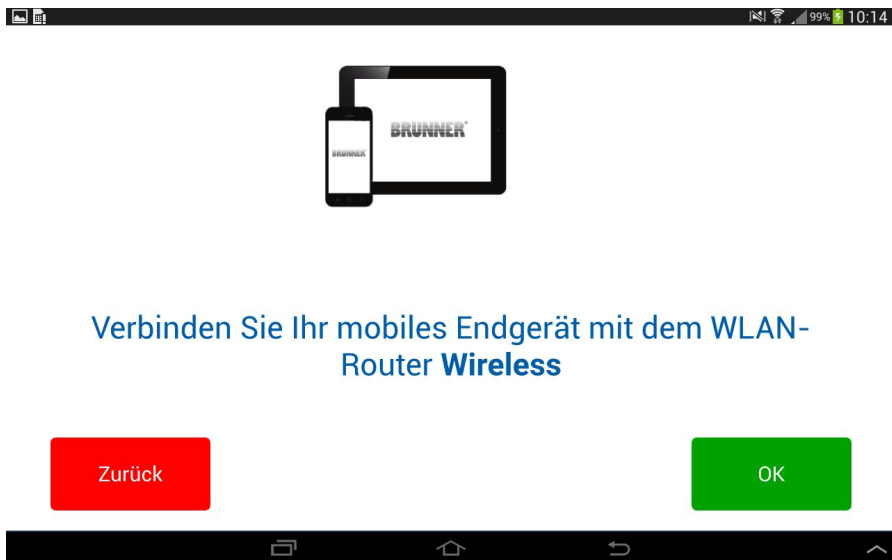 99% 10:14
BRUNNER
BRUNNER
Verbinden Sie Ihr mobiles Endgerät mit dem WLAN-
Router Wireless
Zurück
OK